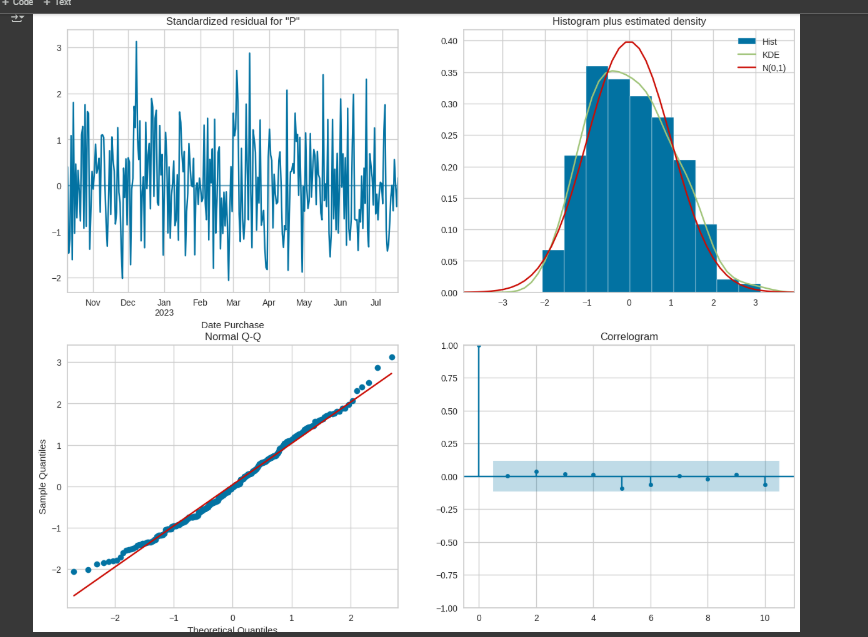 + Code + Text
Standardized residual for "P"
3
2
1
0
−1
−2
Nov Dec Jan Feb Mar Apr May Jun Jul
2023
Date Purchase
Histogram plus estimated density
0.40
0.35
0.30
0.25
0.20
0.15
0.10
0.05
0.00
Hist
KDE
N(0,1)
−3 −2 −1 0 1 2 3
Normal Q-Q
Sample Quantiles
3
2
1
0
−1
−2
−2 −1 0 1 2
Theoretical Quantiles
Correlogram
1.00
0.75
0.50
0.25
0.00
−0.25
−0.50
−0.75
−1.00
0 2 4 6 8 10